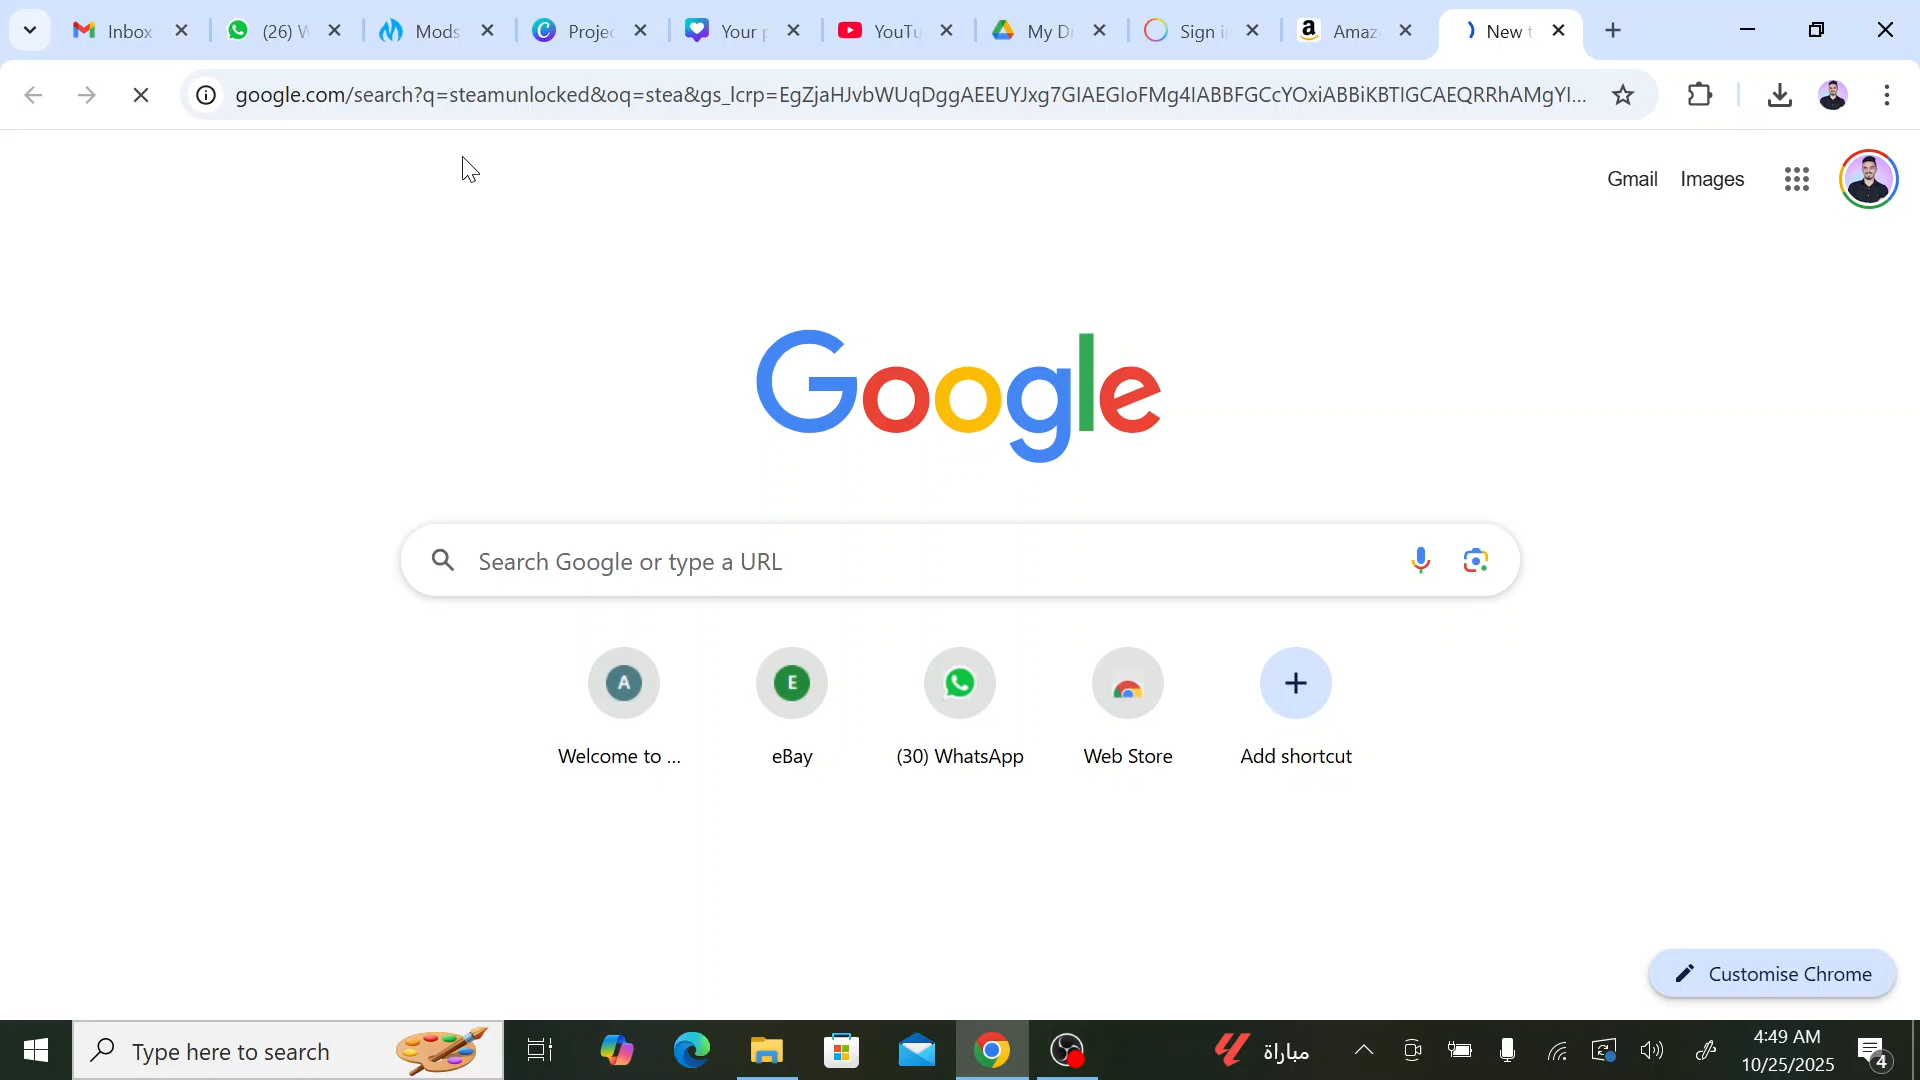 Inbox
(26) W
Mods
Projec
Your p
YouTu
My Dr
Sign i
Amaz
New t
google.com/search?q=steamunlocked&oq=stea&gs_lcrp=EgZjaHJvbWUqDggAEEUYJxg7GIAEGIoFMg4IABBFGCcYOxiABBiKBTIGCAEQRRhAMgYI...
Gmail Images
Google
Search Google or type a URL
A
E
Welcome to ...
eBay
(30) WhatsApp
Web Store
Add shortcut
Customise Chrome
Type here to search
مباراة
4:49 AM
10/25/2025
4